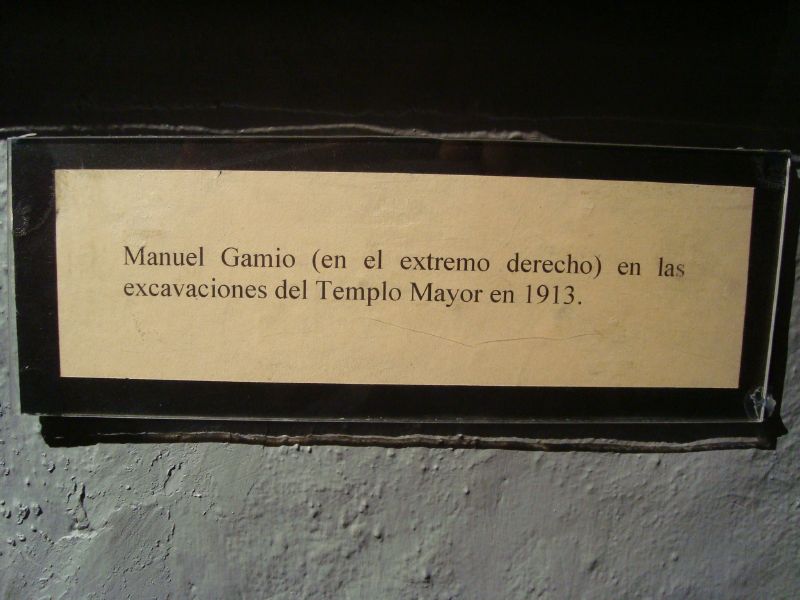 Manuel Gamio (en el extremo derecho) en las
excavaciones del Templo Mayor en 1913.